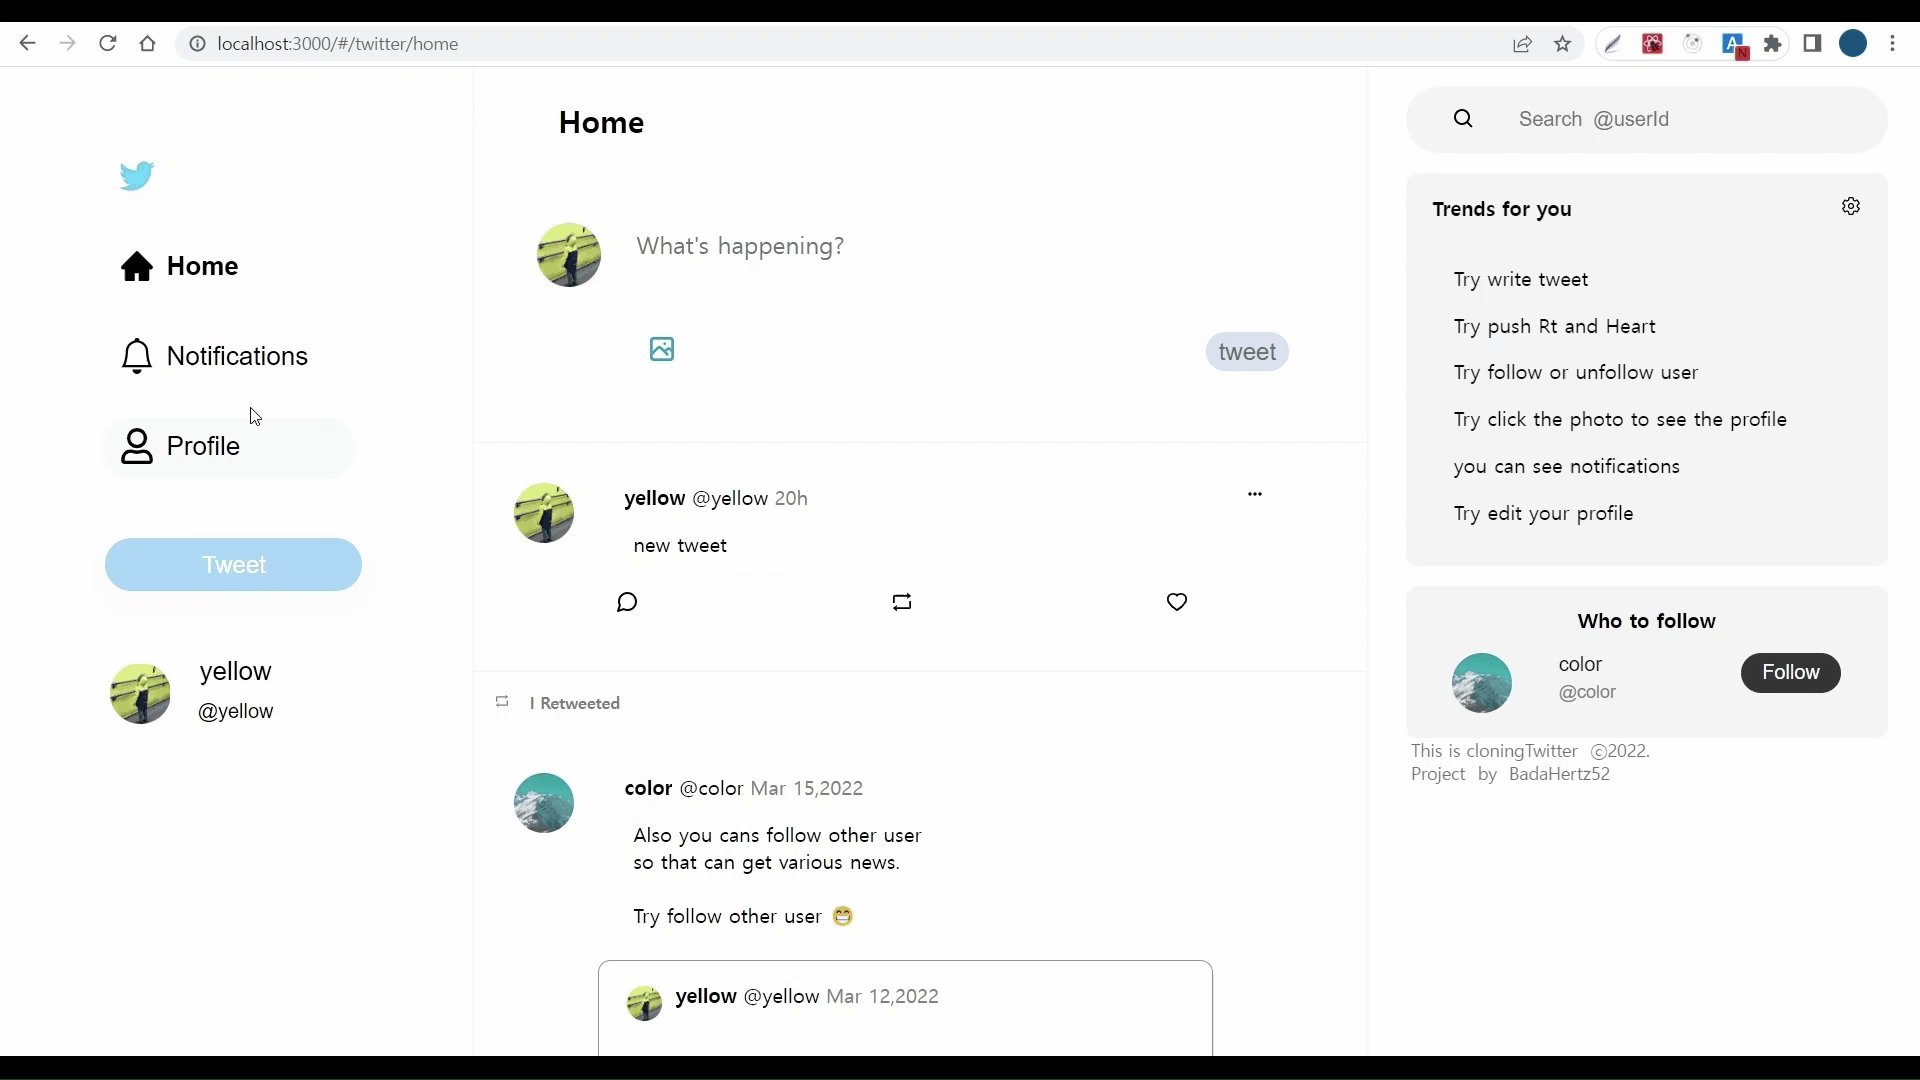 localhost:3000/#/twitter/home
Home
Notifications
Profile
Tweet
yellow
@yellow
Home
What's happening?
tweet
yellow @yellow 20h
new tweet
I Retweeted
color @color Mar 15,2022
Also you cans follow other user
so that can get various news.
Try follow other user 😁
yellow @yellow Mar 12,2022
Search @userId
Trends for you
Try write tweet
Try push Rt and Heart
Try follow or unfollow user
Try click the photo to see the profile
you can see notifications
Try edit your profile
Who to follow
color
@color
Follow
This is cloningTwitter ©2022.
Project by BadaHertz52